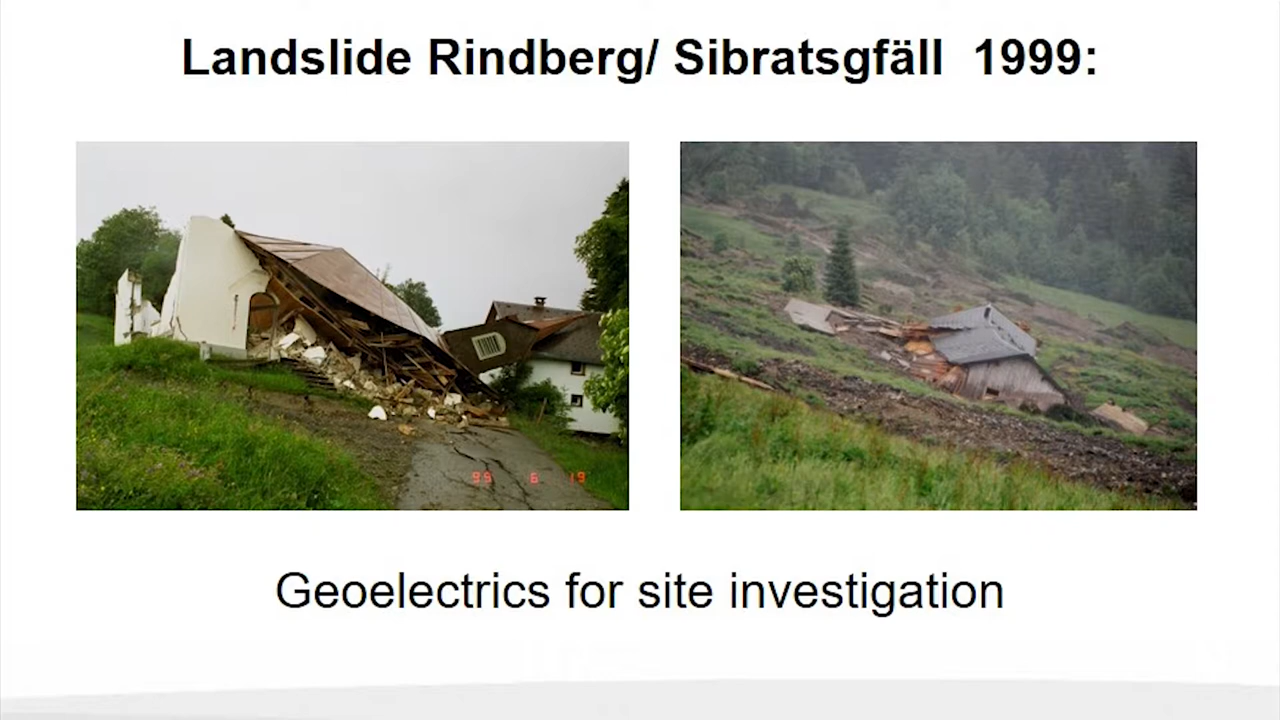 Landslide Rindberg/ Sibratsgfäll 1999:
99 6 19
Geoelectrics for site investigation